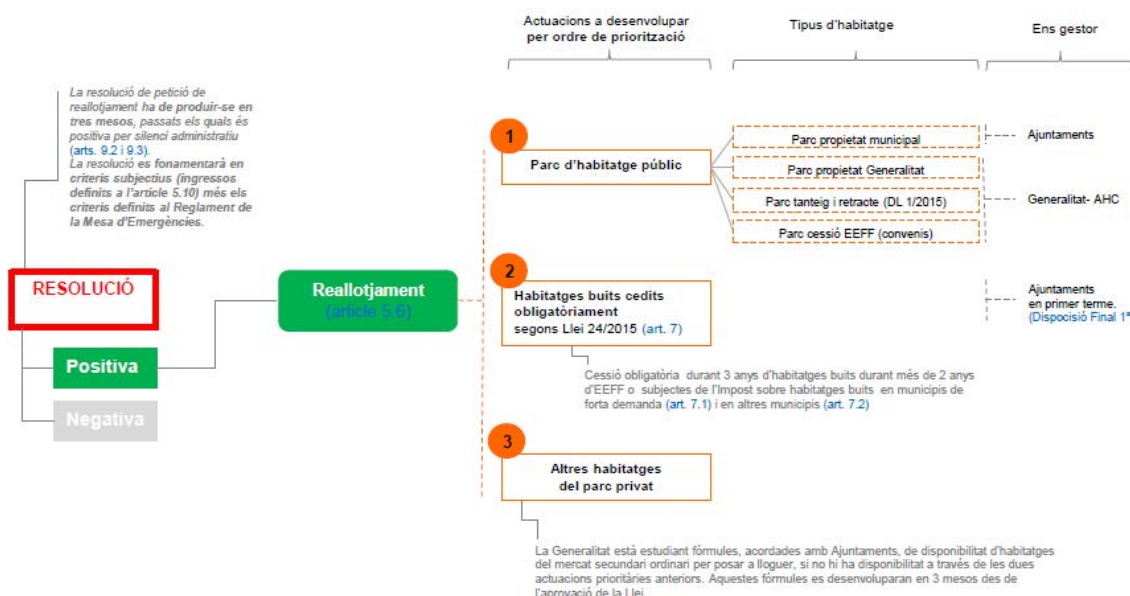 Actuacions a desenvolupar
per ordre de priorització
Tipus d'habitatge
Ens gestor
La resolució de petició de
reallotjament ha de produir-se en
tres mesos, passats els quals és
positiva per silenci administratiu
(arts. 9.2 i 9.3).
La resolució es fonamentarà en
criteris subjectius (ingressos
definits a l'article 5.10) més els
criteris definits al Reglament de
la Mesa d'Emergències.
RESOLUCIÓ
Positiva
Negativa
Reallotjament
(article 5.6)
1
Parc d'habitatge públic
Parc propietat municipal
Parc propietat Generalitat
Parc tanteig i retracte (DL 1/2015)
Parc cessió EEFF (convenis)
Ajuntaments
Generalitat- AHC
2
Habitatges buits cedits
obligatòriament
segons Llei 24/2015 (art. 7)
Ajuntaments
en primer terme.
(Disposició Final 1ª
Cessió obligatòria durant 3 anys d'habitatges buits durant més de 2 anys
d'EEFF o subjectes de l'Impost sobre habitatges buits en municipis de
forta demanda (art. 7.1) i en altres municipis (art. 7.2)
3
Altres habitatges
del parc privat
La Generalitat està estudiant fórmules, acordades amb Ajuntaments, de disponibilitat d'habitatges
del mercat secundari ordinari per posar a lloguer, si no hi ha disponibilitat a través de les dues
actuacions prioritàries anteriors. Aquestes fórmules es desenvoluparan en 3 mesos des de
l'aprovació de la Llei